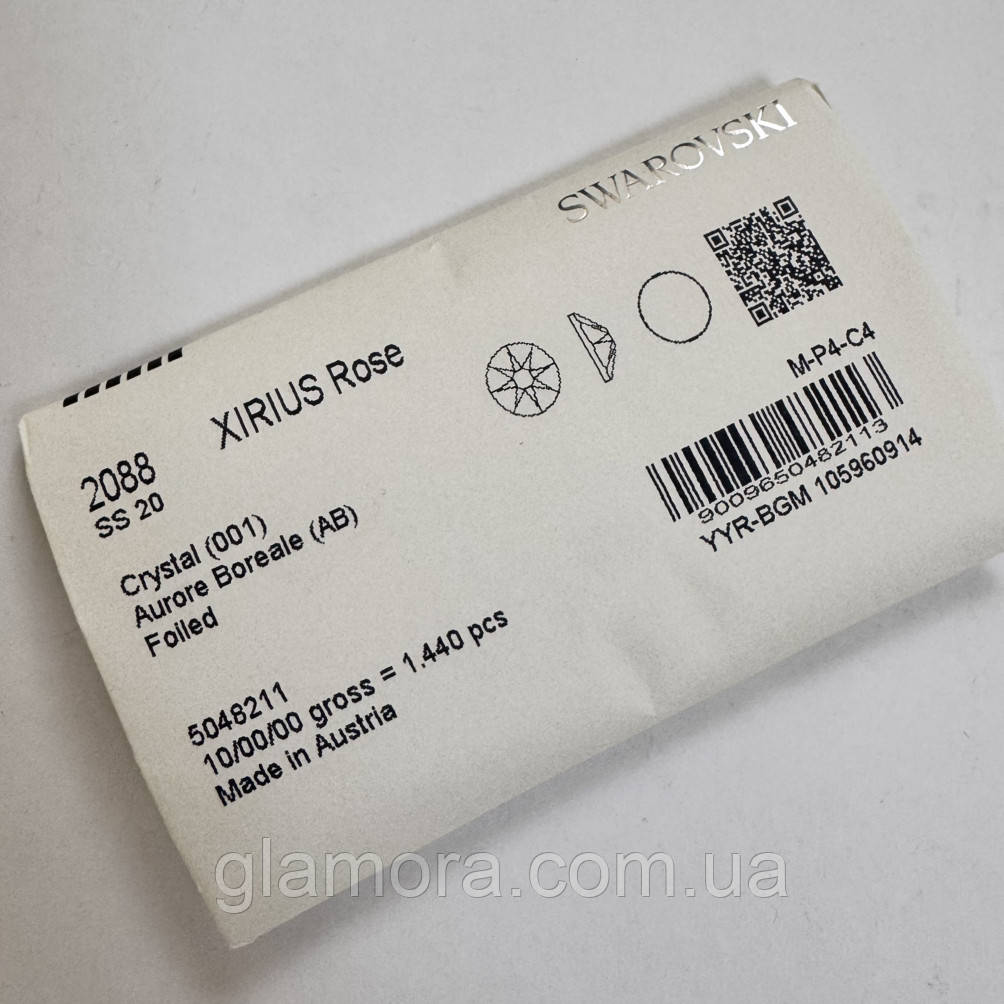 SWAROVSKI
XIRIUS Rose
2088
SS 20
Crystal (001)
Aurore Boreale (AB)
Foiled
5048211
10/00/00 gross = 1.440 pcs
Made in Austria
M-P4-C4
9009650482113
YYR-BGM 105960914
glamora.com.ua